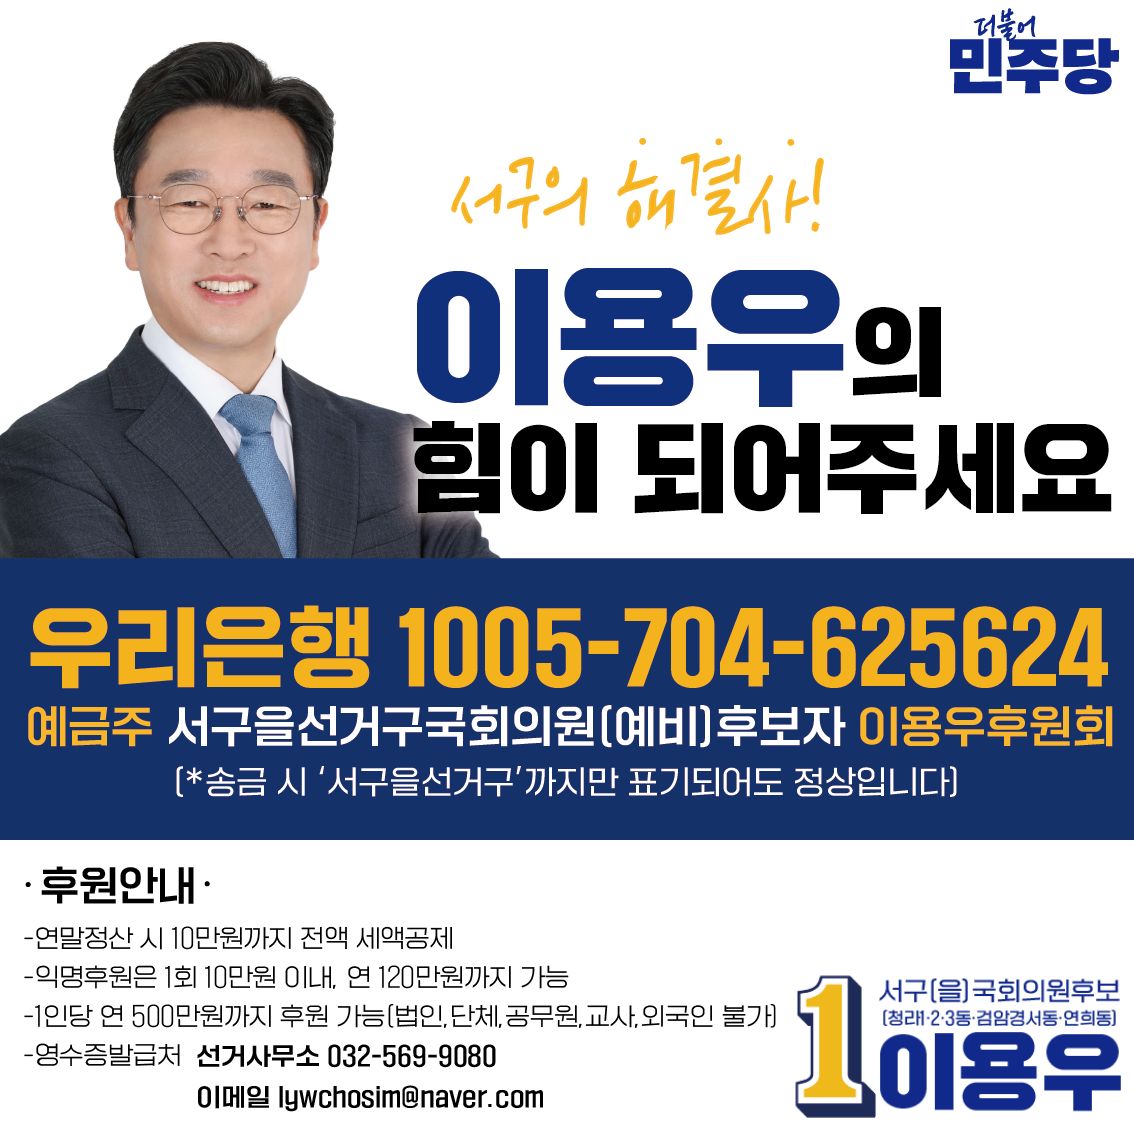 더불어
민주당
서구의 해결사!
이용우의
힘이 되어주세요
우리은행 1005-704-625624
예금주 서구을선거구국회의원(예비)후보자 이용우후원회
(*송금 시 '서구을선거구'까지만 표기되어도 정상입니다)
·후원안내·
-연말정산 시 10만원까지 전액 세액공제
-익명후원은 1회 10만원 이내, 연 120만원까지 가능
-1인당 연 500만원까지 후원 가능(법인,단체,공무원,교사,외국인 불가)
-영수증발급처 선거사무소 032-569-9080
이메일 lywchosim@naver.com
1
서구(을)국회의원후보
(청라1·2·3동·검암경서동·연희동)
이용우